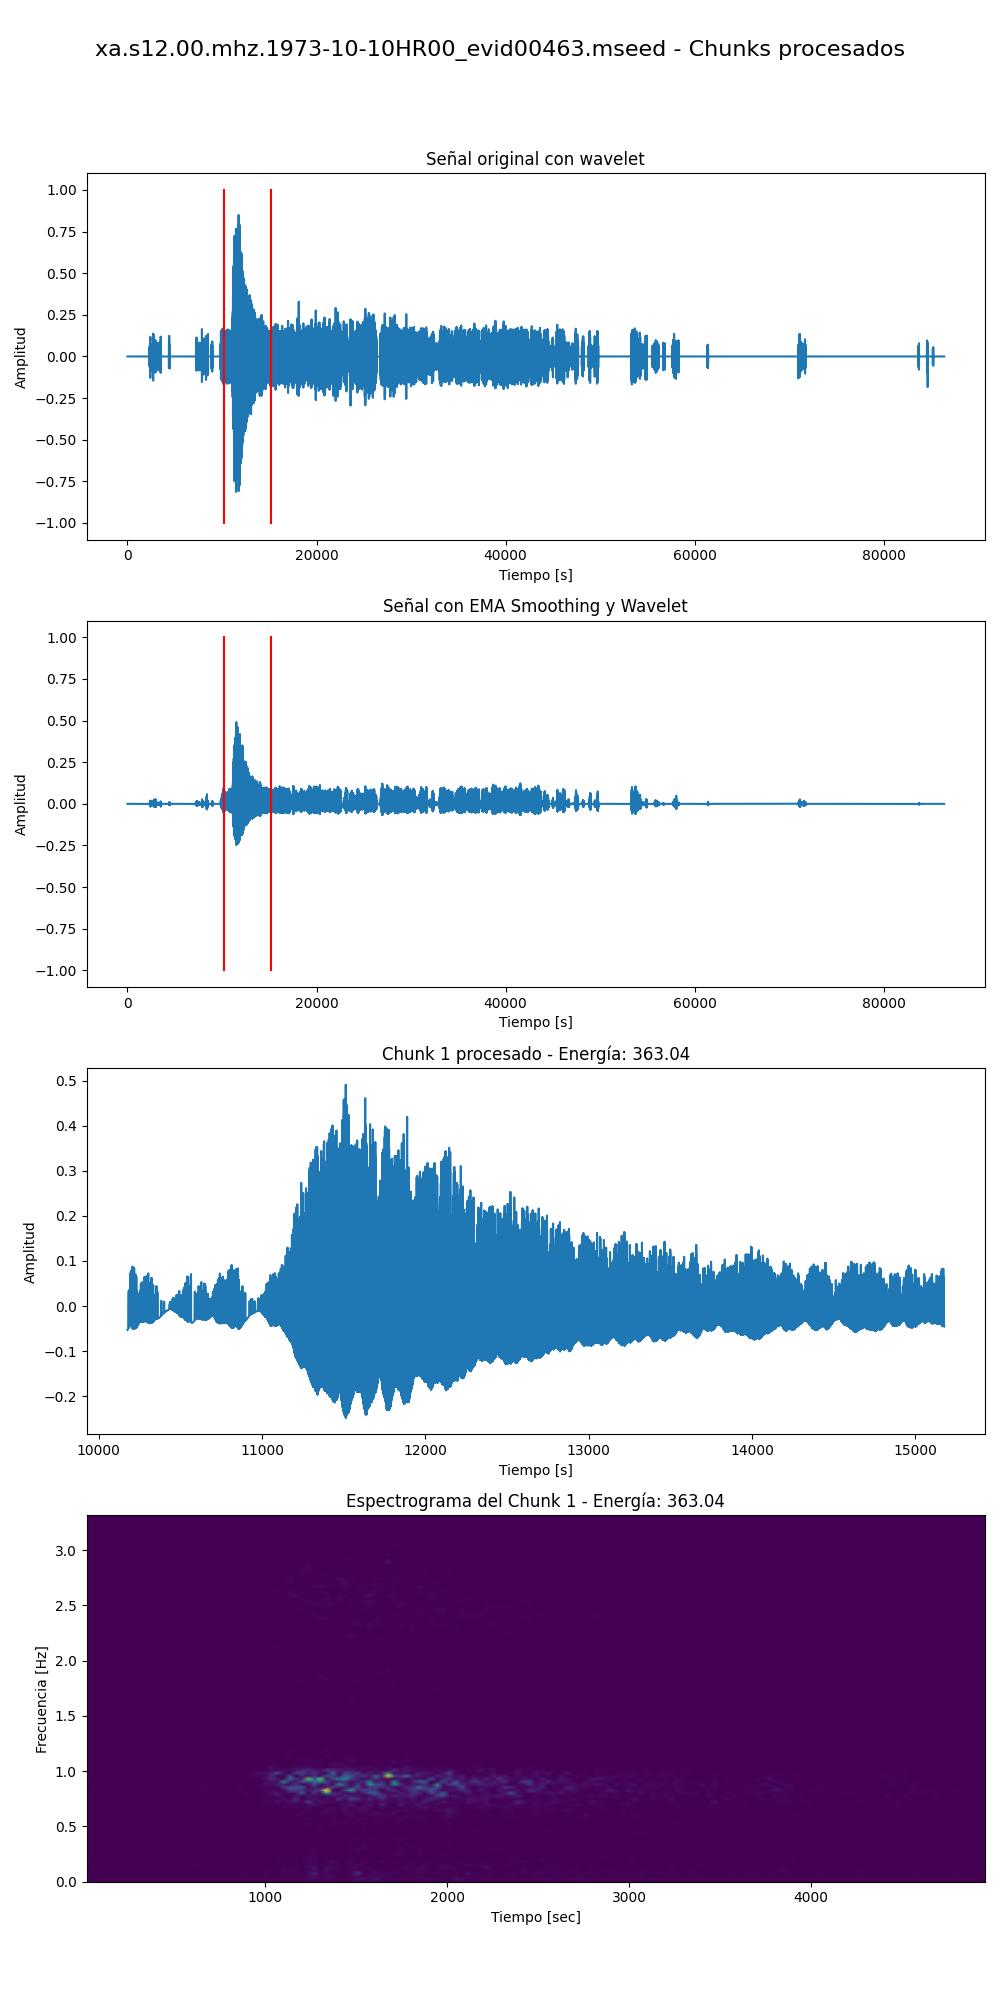 xa.s12.00.mhz.1973-10-10HR00_evid00463.mseed - Chunks procesados
Señal original con wavelet
1.00
0.75
0.50
0.25
0.00
−0.25
−0.50
−0.75
−1.00
Amplitud
0 20000 40000 60000 80000
Tiempo [s]
Señal con EMA Smoothing y Wavelet
1.00
0.75
0.50
0.25
0.00
−0.25
−0.50
−0.75
−1.00
Amplitud
0 20000 40000 60000 80000
Tiempo [s]
Chunk 1 procesado - Energía: 363.04
0.5
0.4
0.3
0.2
0.1
0.0
−0.1
−0.2
Amplitud
10000 11000 12000 13000 14000 15000
Tiempo [s]
Espectrograma del Chunk 1 - Energía: 363.04
3.0
2.5
2.0
1.5
1.0
0.5
0.0
Frecuencia [Hz]
1000 2000 3000 4000
Tiempo [sec]